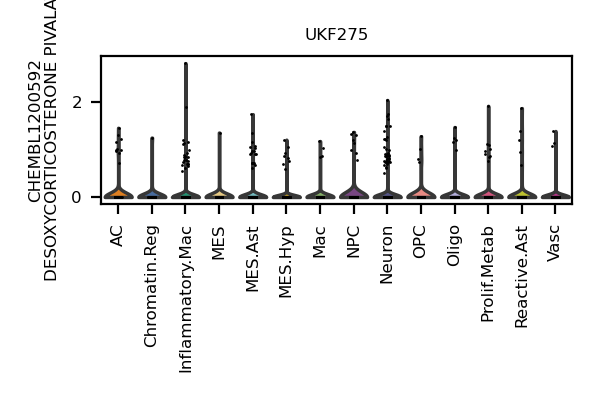 UKF275
CHEMBL1200592
DESOXYCORTICOSTERONE PIVALA
2
0
AC
Chromatin.Reg
Inflammatory.Mac
MES
MES.Ast
MES.Hyp
Mac
NPC
Neuron
OPC
Oligo
Prolif.Metab
Reactive.Ast
Vasc